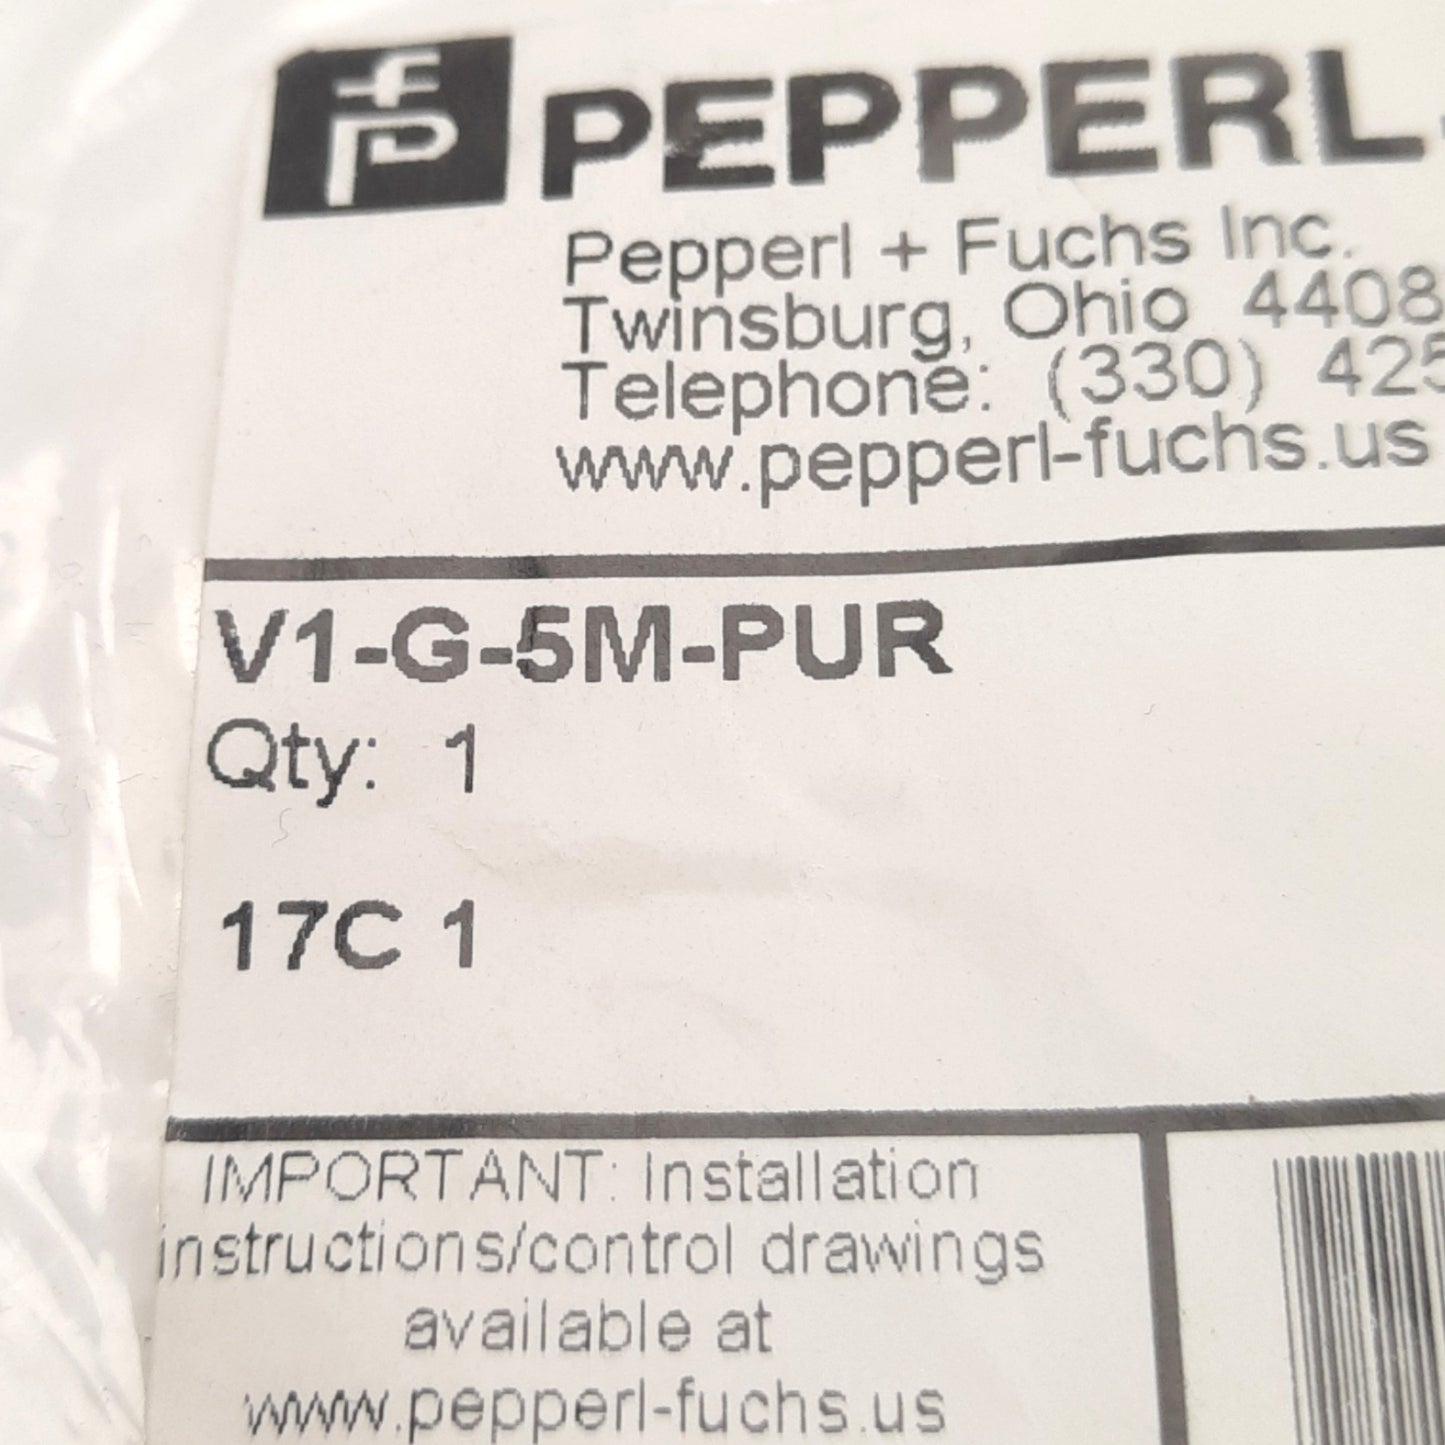 fP PEPPERL
Pepperl + Fuchs Inc.
Twinsburg, Ohio 4408
Telephone: (330) 425
www.pepperl-fuchs.us
V1-G-5M-PUR
Qty: 1
17C 1
IMPORTANT: Installation
instructions/control drawings
available at
www.pepperl-fuchs.us